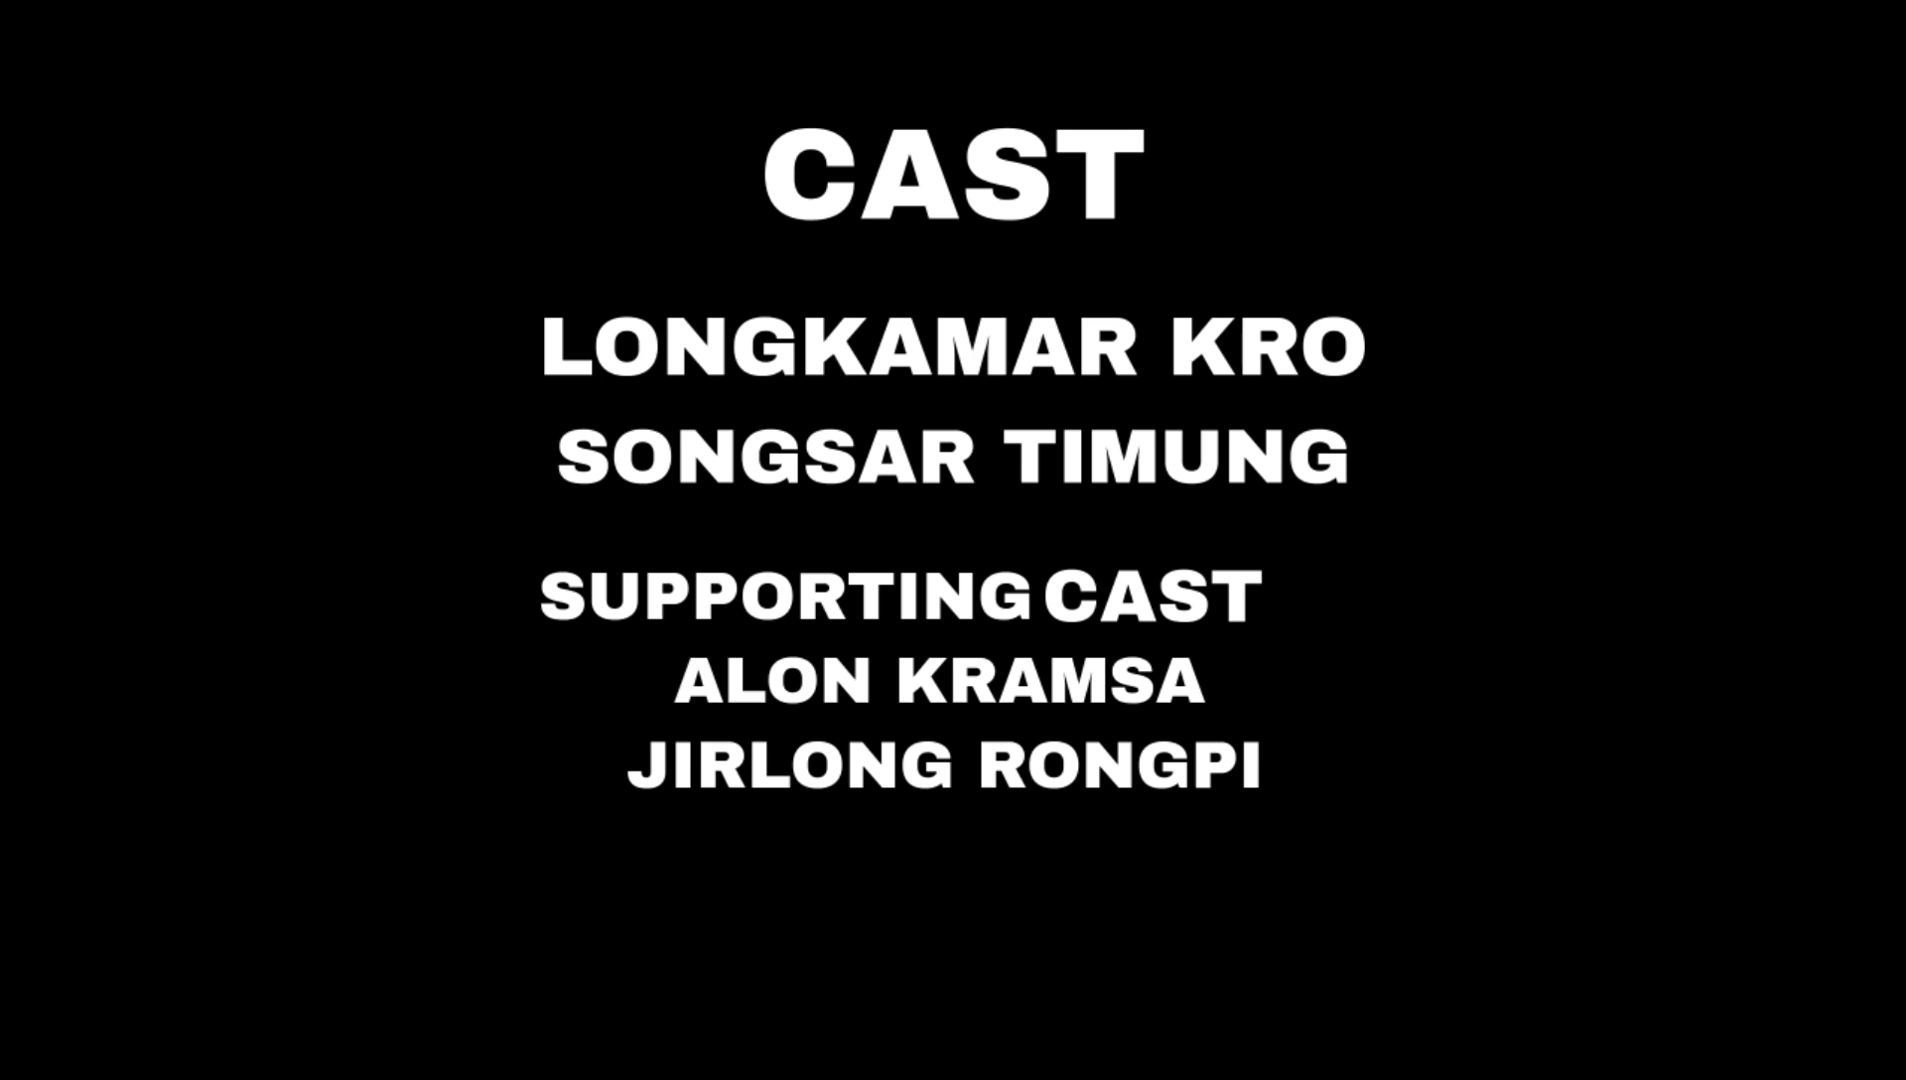 CAST
LONGKAMAR KRO
SONGSAR TIMUNG
SUPPORTING CAST
ALON KRAMSA
JIRLONG RONGPI